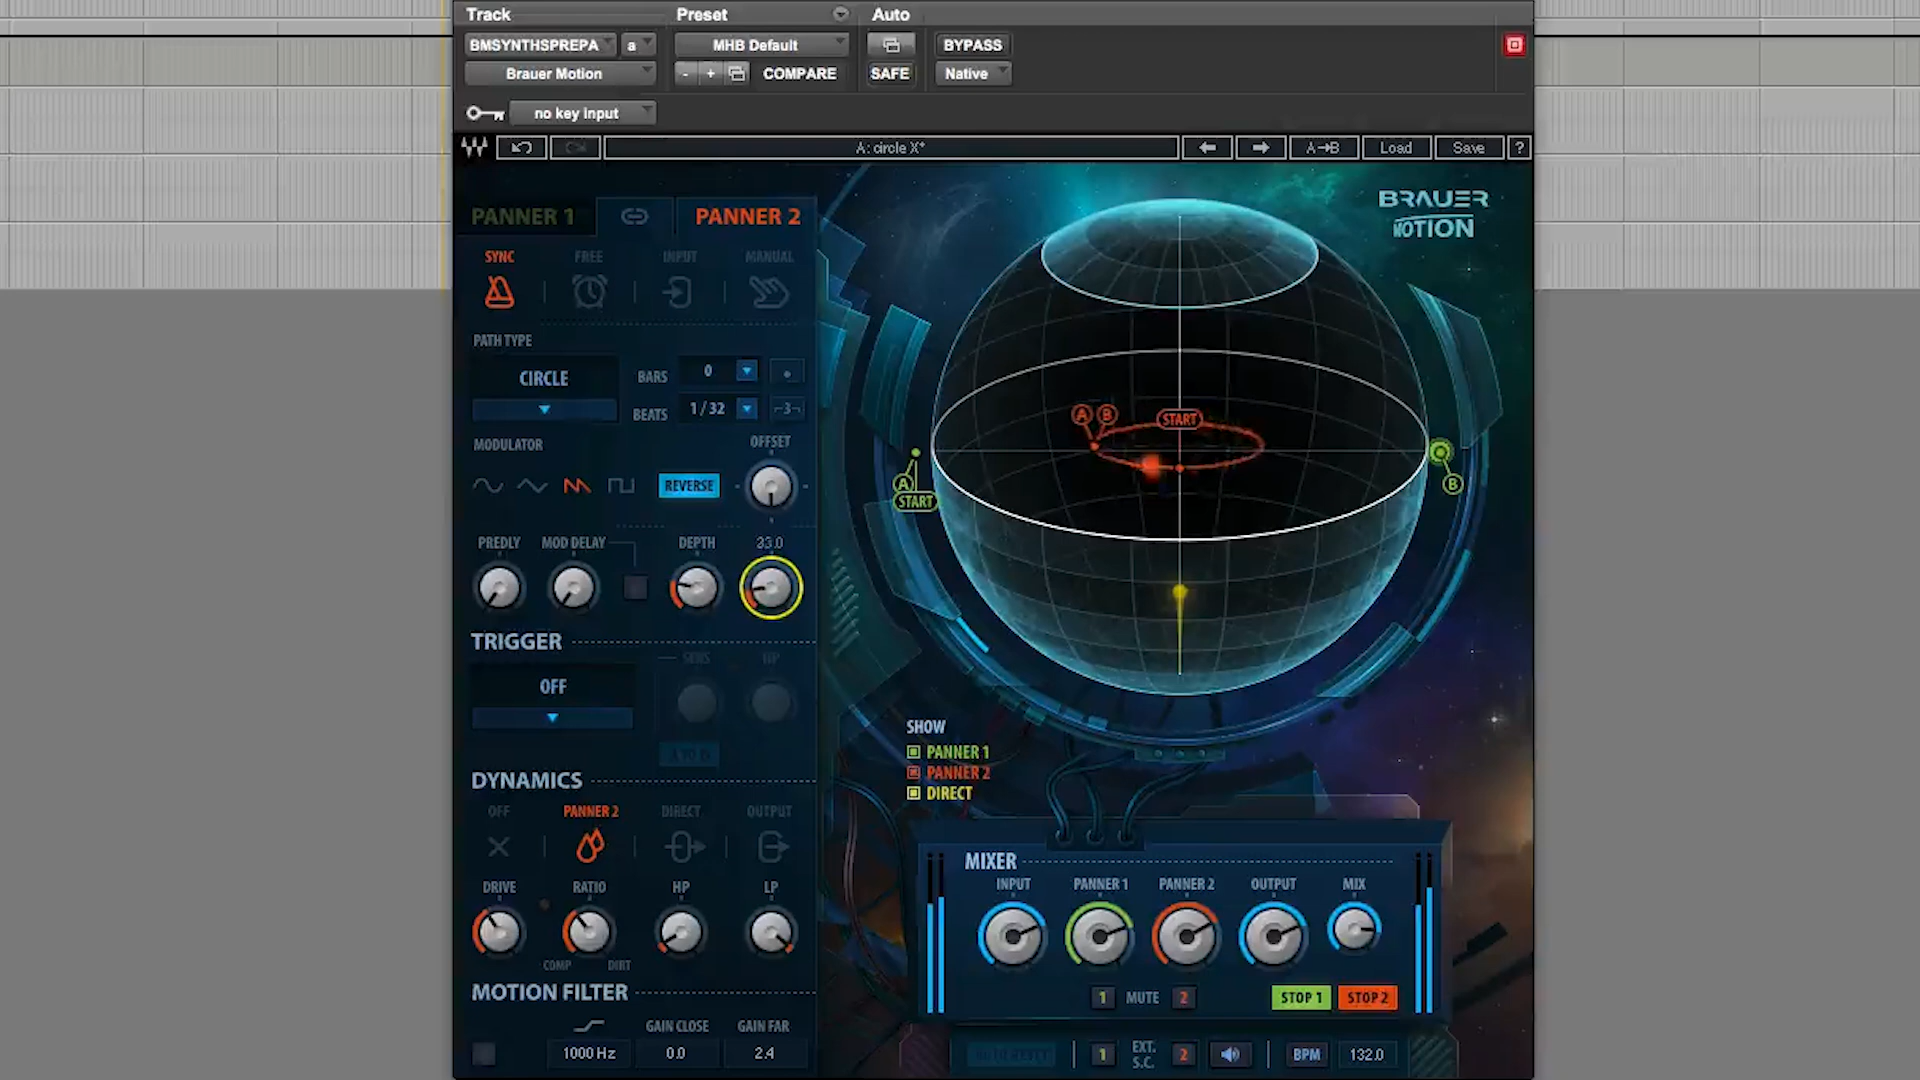 Track
Preset
Auto
BMSYNTHSPREPA
a
MHB Default
BYPASS
Brauer Motion
-
+
COMPARE
SAFE
Native
no key input
A: circle X*
A→B
Load
Save
?
PANNER 1
PANNER 2
BRAUER
MOTION
SYNC
FREE
INPUT
MANUAL
PATH TYPE
CIRCLE
BARS
0
BEATS
1/32
3
MODULATOR
OFFSET
REVERSE
PREDLY
MOD DELAY
DEPTH
33.0
A
B
START
A
START
B
TRIGGER
SENS
HP
OFF
DYNAMICS
OFF
PANNER 2
DIRECT
OUTPUT
DRIVE
RATIO
HP
LP
COMP
DIRT
MOTION FILTER
GAIN CLOSE
GAIN FAR
1000 Hz
0.0
2.4
SHOW
PANNER 1
PANNER 2
DIRECT
MIXER
INPUT
PANNER 1
PANNER 2
OUTPUT
MIX
1
MUTE
2
STOP 1
STOP 2
AUTO RESET
1
EXT.
S.C.
2
BPM
132.0